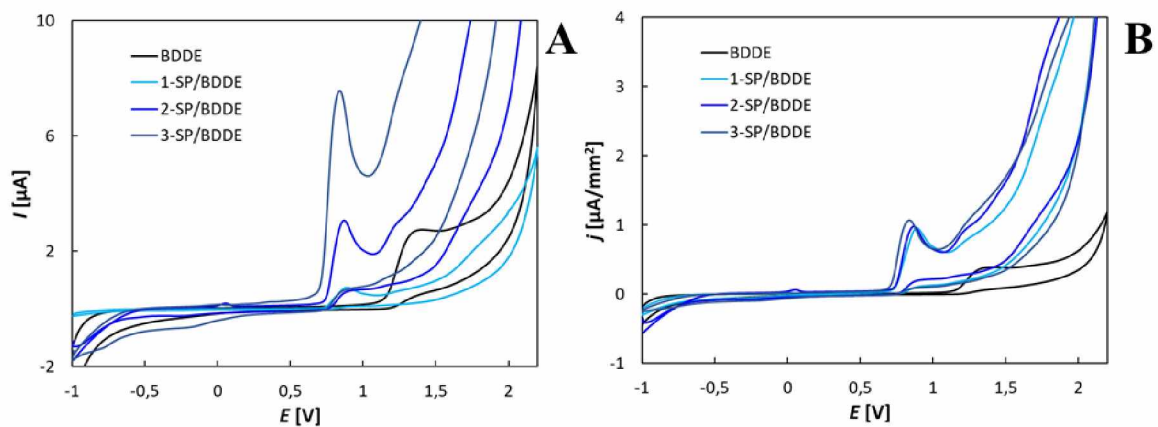 10
6
2
-2
I [µA]
-1
-0,5
0
0,5
1
1,5
2
E [V]
BDDE
1-SP/BDDE
2-SP/BDDE
3-SP/BDDE
A
4
3
2
1
0
-1
j [µA/mm²]
-1
-0,5
0
0,5
1
1,5
2
E [V]
BDDE
1-SP/BDDE
2-SP/BDDE
3-SP/BDDE
B